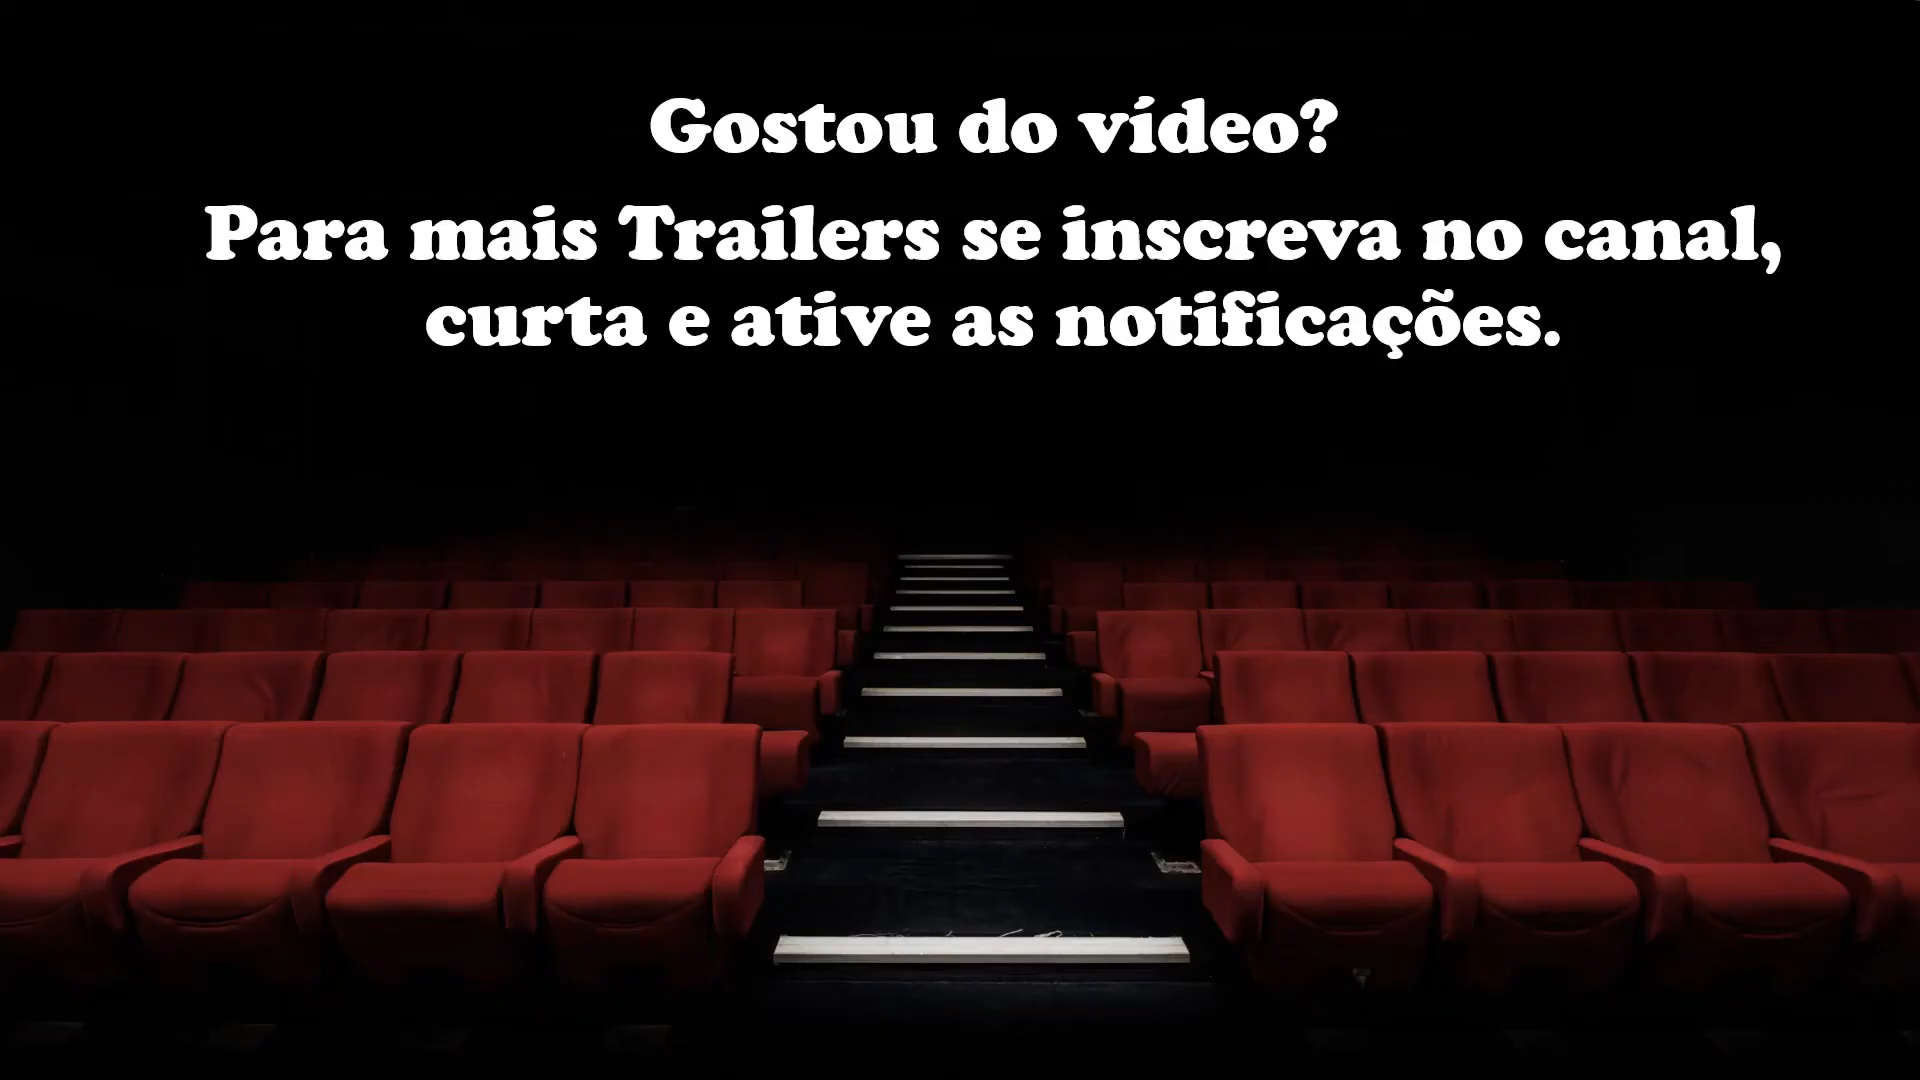 Gostou do vídeo?
Para mais Trailers se inscreva no canal,
curta e ative as notificações.